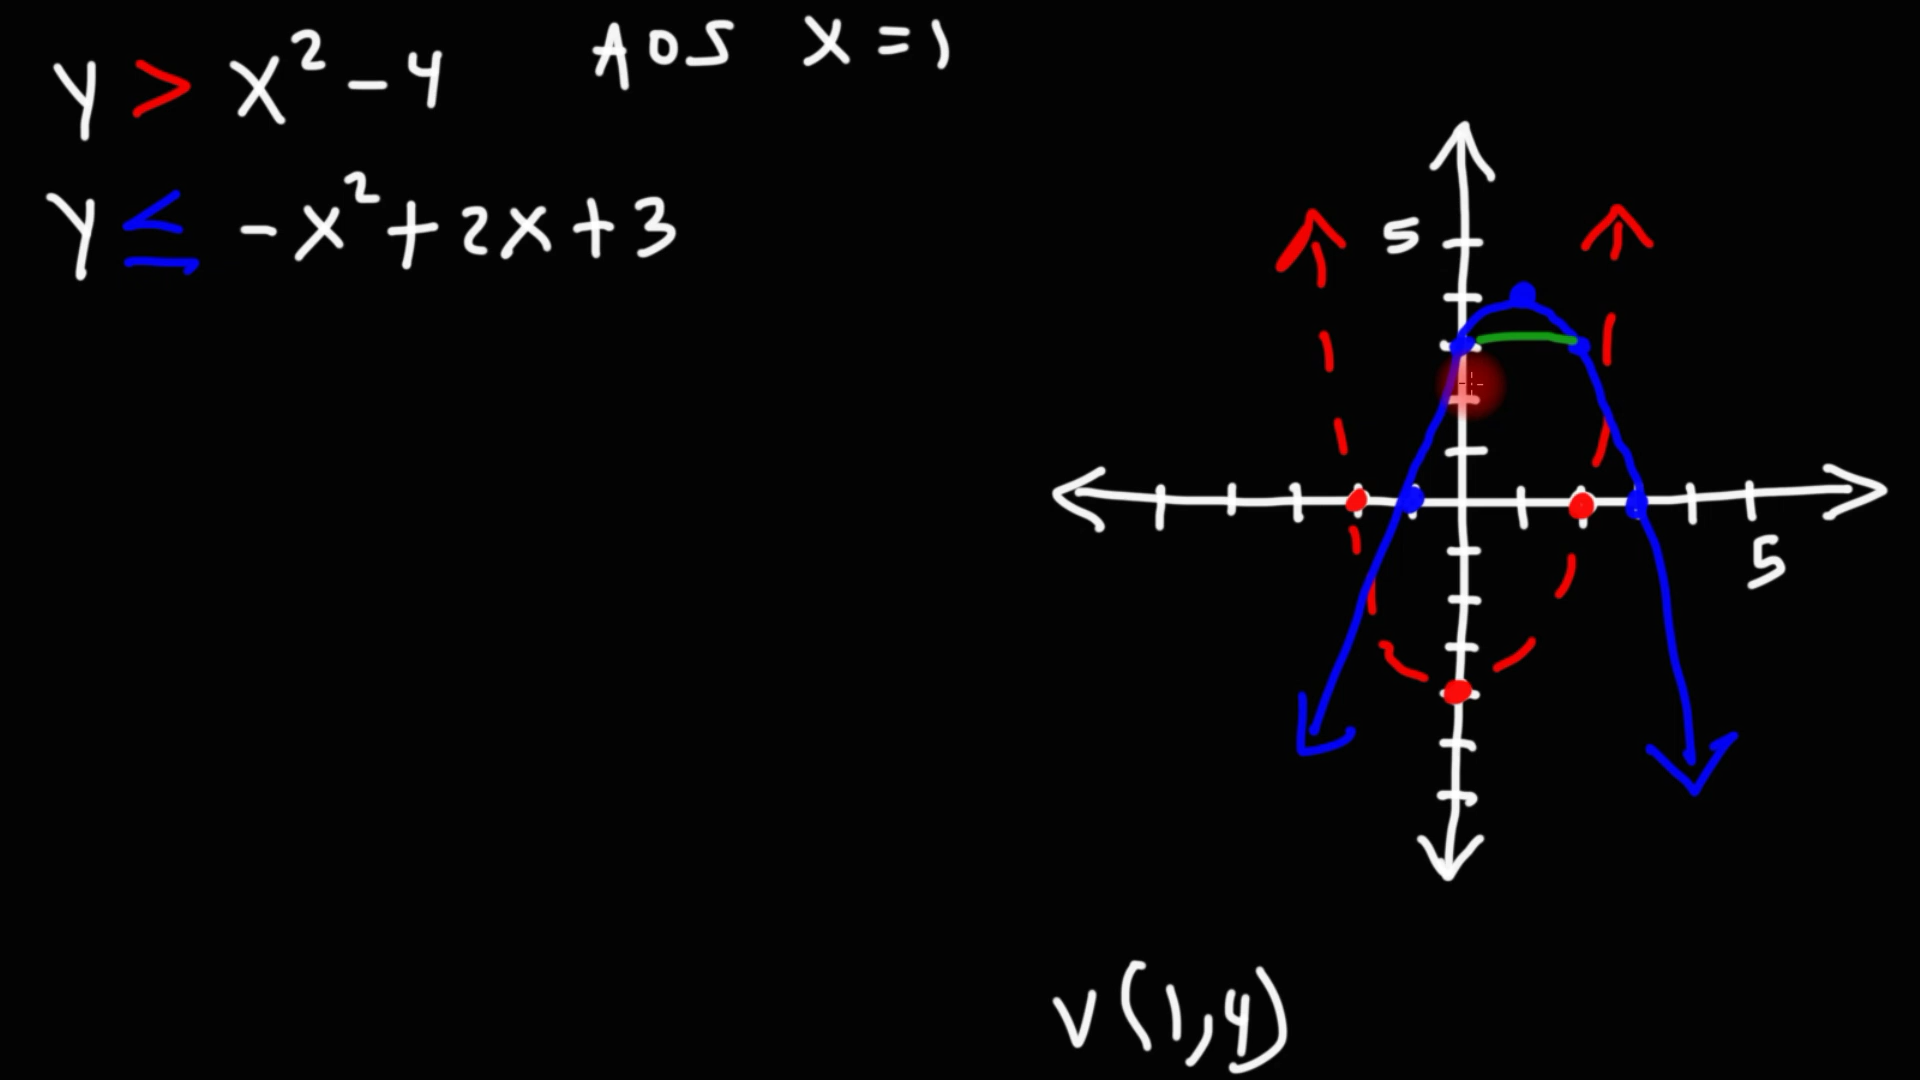 y > x² - 4
AOS x = 1
y ≤ -x² + 2x + 3
5
5
V(1,4)